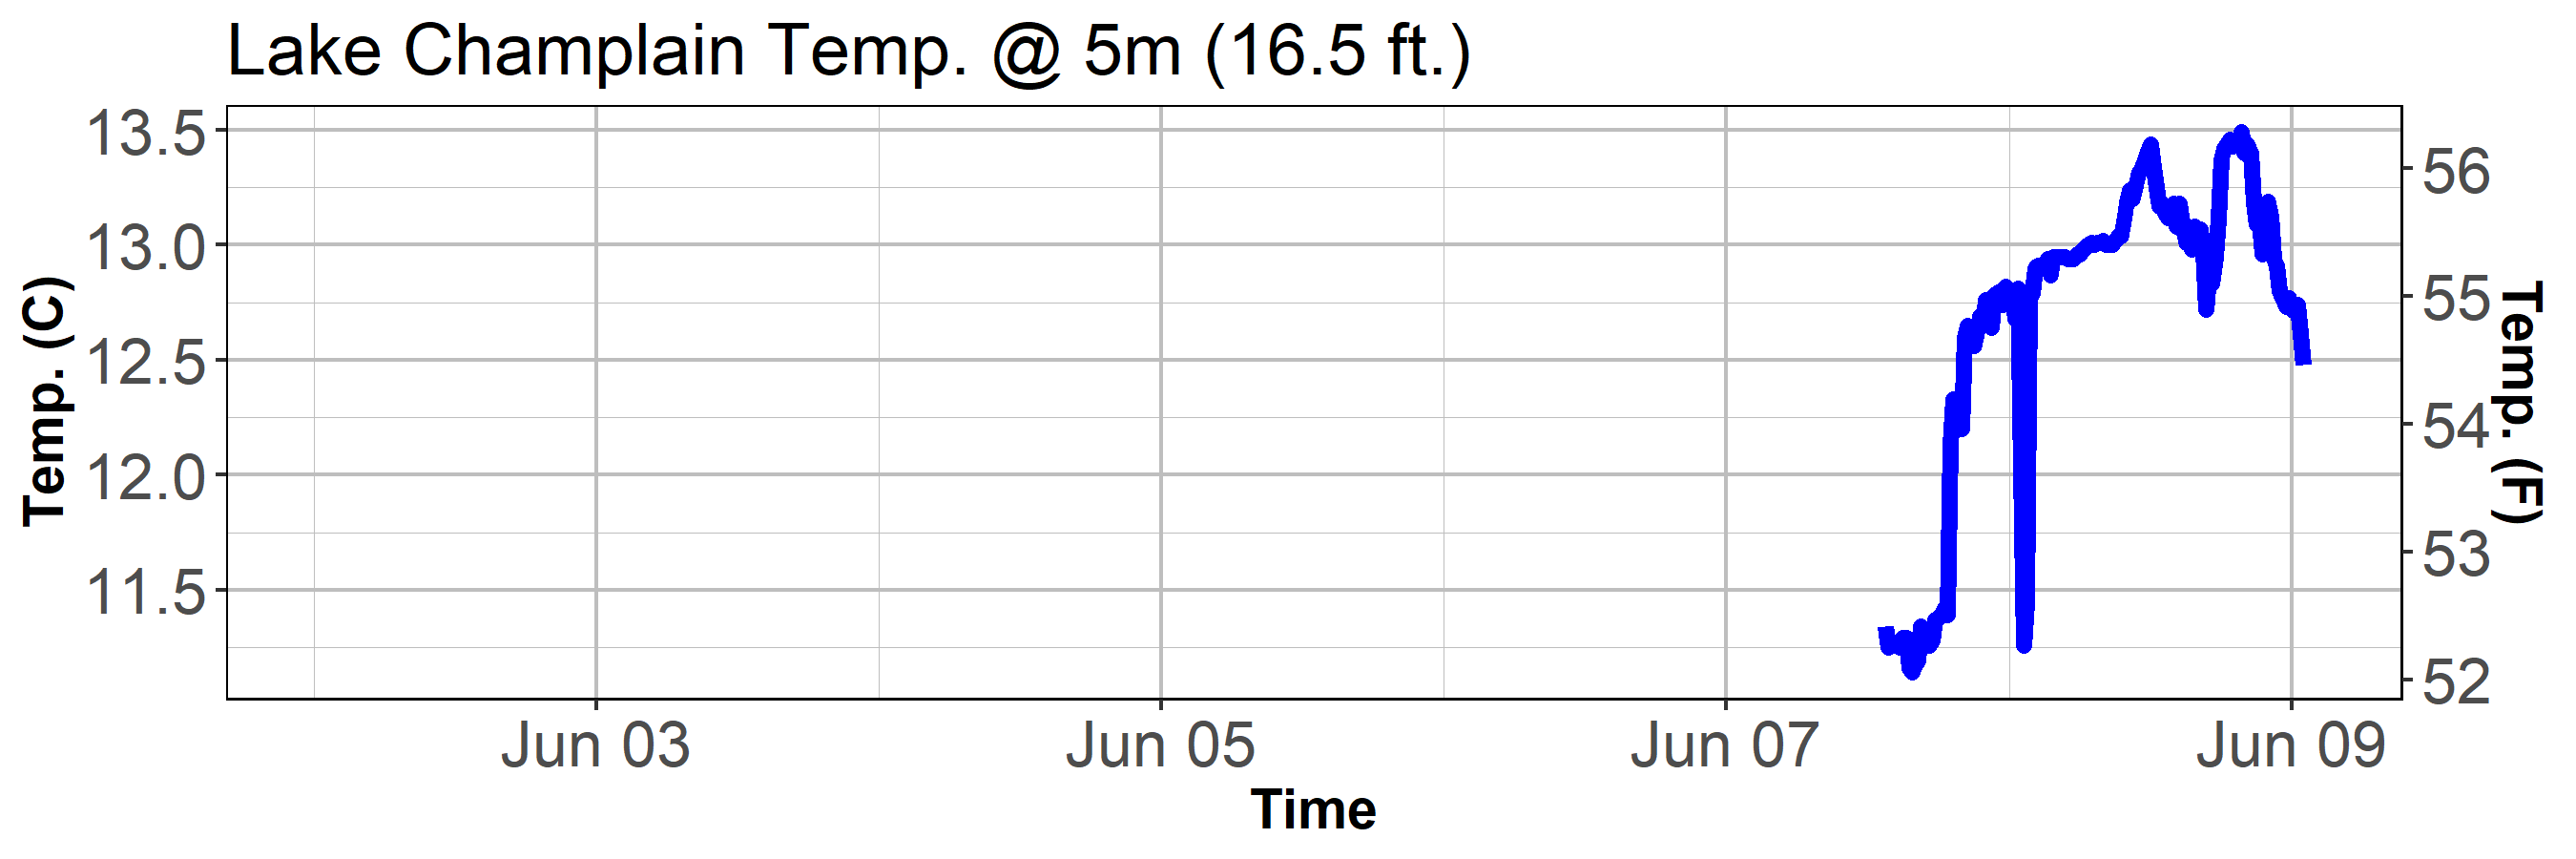 Lake Champlain Temp. @ 5m (16.5 ft.)
Temp. (C)
13.5
13.0
12.5
12.0
11.5
56
55
54
53
52
Temp. (F)
Jun 03 Jun 05 Jun 07 Jun 09
Time